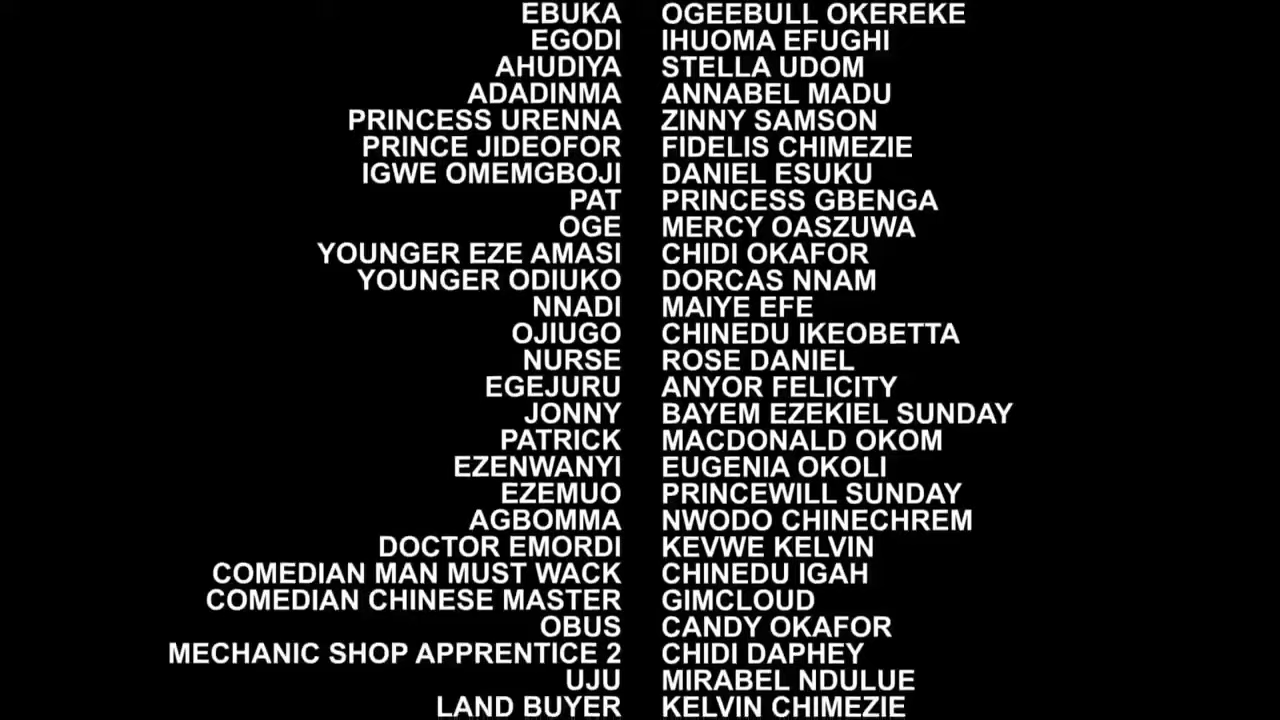 EBUKA OGEEBULL OKEREKE
EGODI IHUOMA EFUGHI
AHUDIYA STELLA UDOM
ADADINMA ANNABEL MADU
PRINCESS URENNA ZINNY SAMSON
PRINCE JIDEOFOR FIDELIS CHIMEZIE
IGWE OMEMGBOJI DANIEL ESUKU
PAT PRINCESS GBENGA
OGE MERCY OASZUWA
YOUNGER EZE AMASI CHIDI OKAFOR
YOUNGER ODIUKO DORCAS NNAM
NNADI MAIYE EFE
OJIUGO CHINEDU IKEOBETTA
NURSE ROSE DANIEL
EGEJURU ANYOR FELICITY
JONNY BAYEM EZEKIEL SUNDAY
PATRICK MACDONALD OKOM
EZENWANYI EUGENIA OKOLI
EZEMUO PRINCEWILL SUNDAY
AGBOMMA NWODO CHINECHREM
DOCTOR EMORDI KEVWE KELVIN
COMEDIAN MAN MUST WACK CHINEDU IGAH
COMEDIAN CHINESE MASTER GIMCLOUD
OBUS CANDY OKAFOR
MECHANIC SHOP APPRENTICE 2 CHIDI DAPHEY
UJU MIRABEL NDULUE
LAND BUYER KELVIN CHIMEZIE